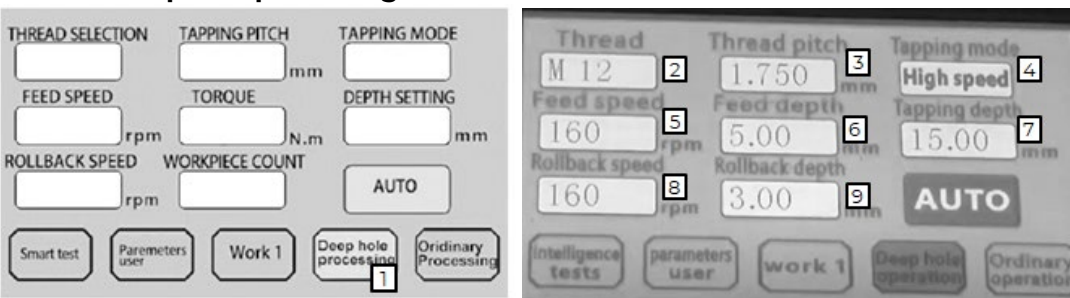 THREAD SELECTION TAPPING PITCH TAPPING MODE
mm
FEED SPEED TORQUE DEPTH SETTING
rpm N.m mm
ROLLBACK SPEED WORKPIECE COUNT
rpm AUTO
Smart test Paremeters user Work 1 Deep hole processing 1 Oridinary Processing
Thread Thread pitch Tapping mode
M 12 2 1.750 3 mm High speed 4
Feed speed Feed depth Tapping depth
160 5 rpm 5.00 6 mm 15.00 7 mm
Rollback speed Rollback depth
160 8 rpm 3.00 9 mm AUTO
intelligence tests parameters user work 1 Deep hole operation Ordinary operation